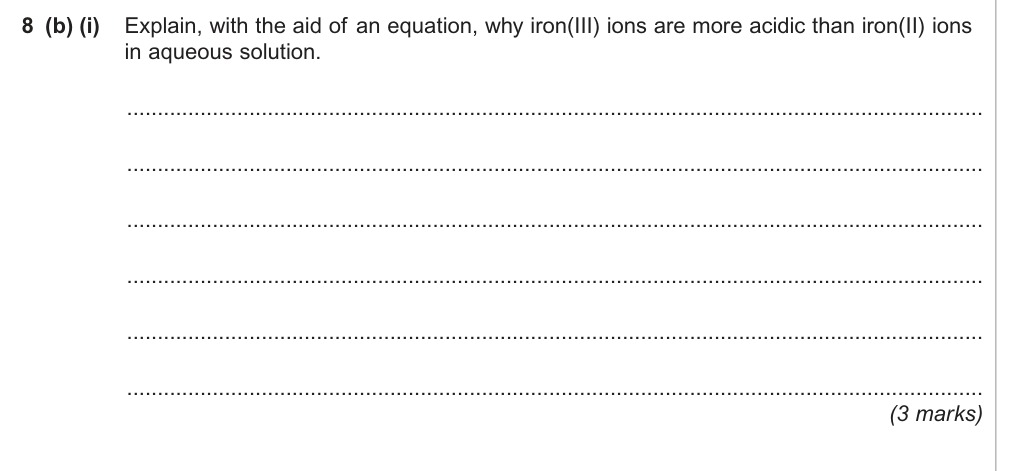 8 (b) (i) Explain, with the aid of an equation, why iron(III) ions are more acidic than iron(II) ions
in aqueous solution.
................................................................................
................................................................................
................................................................................
................................................................................
................................................................................
................................................................................
(3 marks)